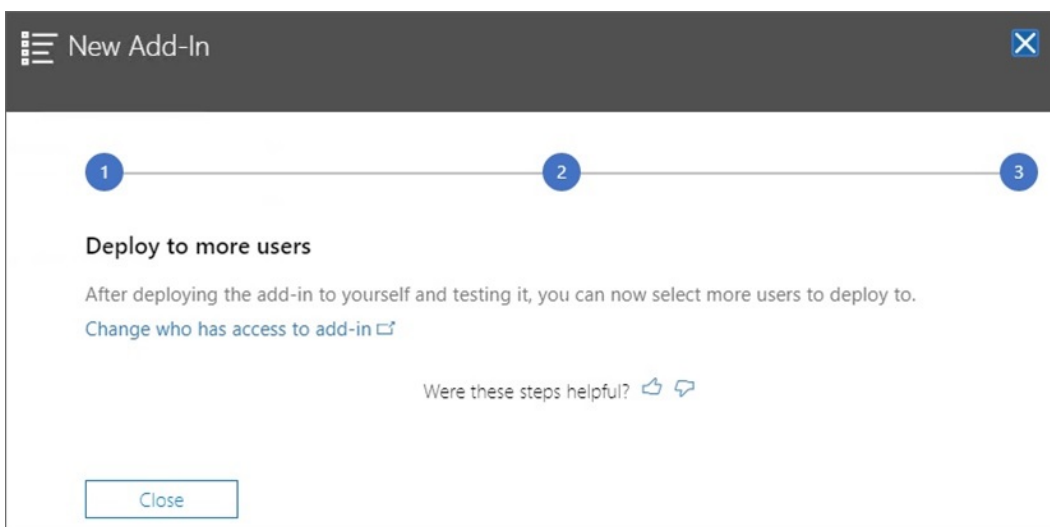 New Add-In
1 2 3
Deploy to more users
After deploying the add-in to yourself and testing it, you can now select more users to deploy to.
Change who has access to add-in
Were these steps helpful?
Close